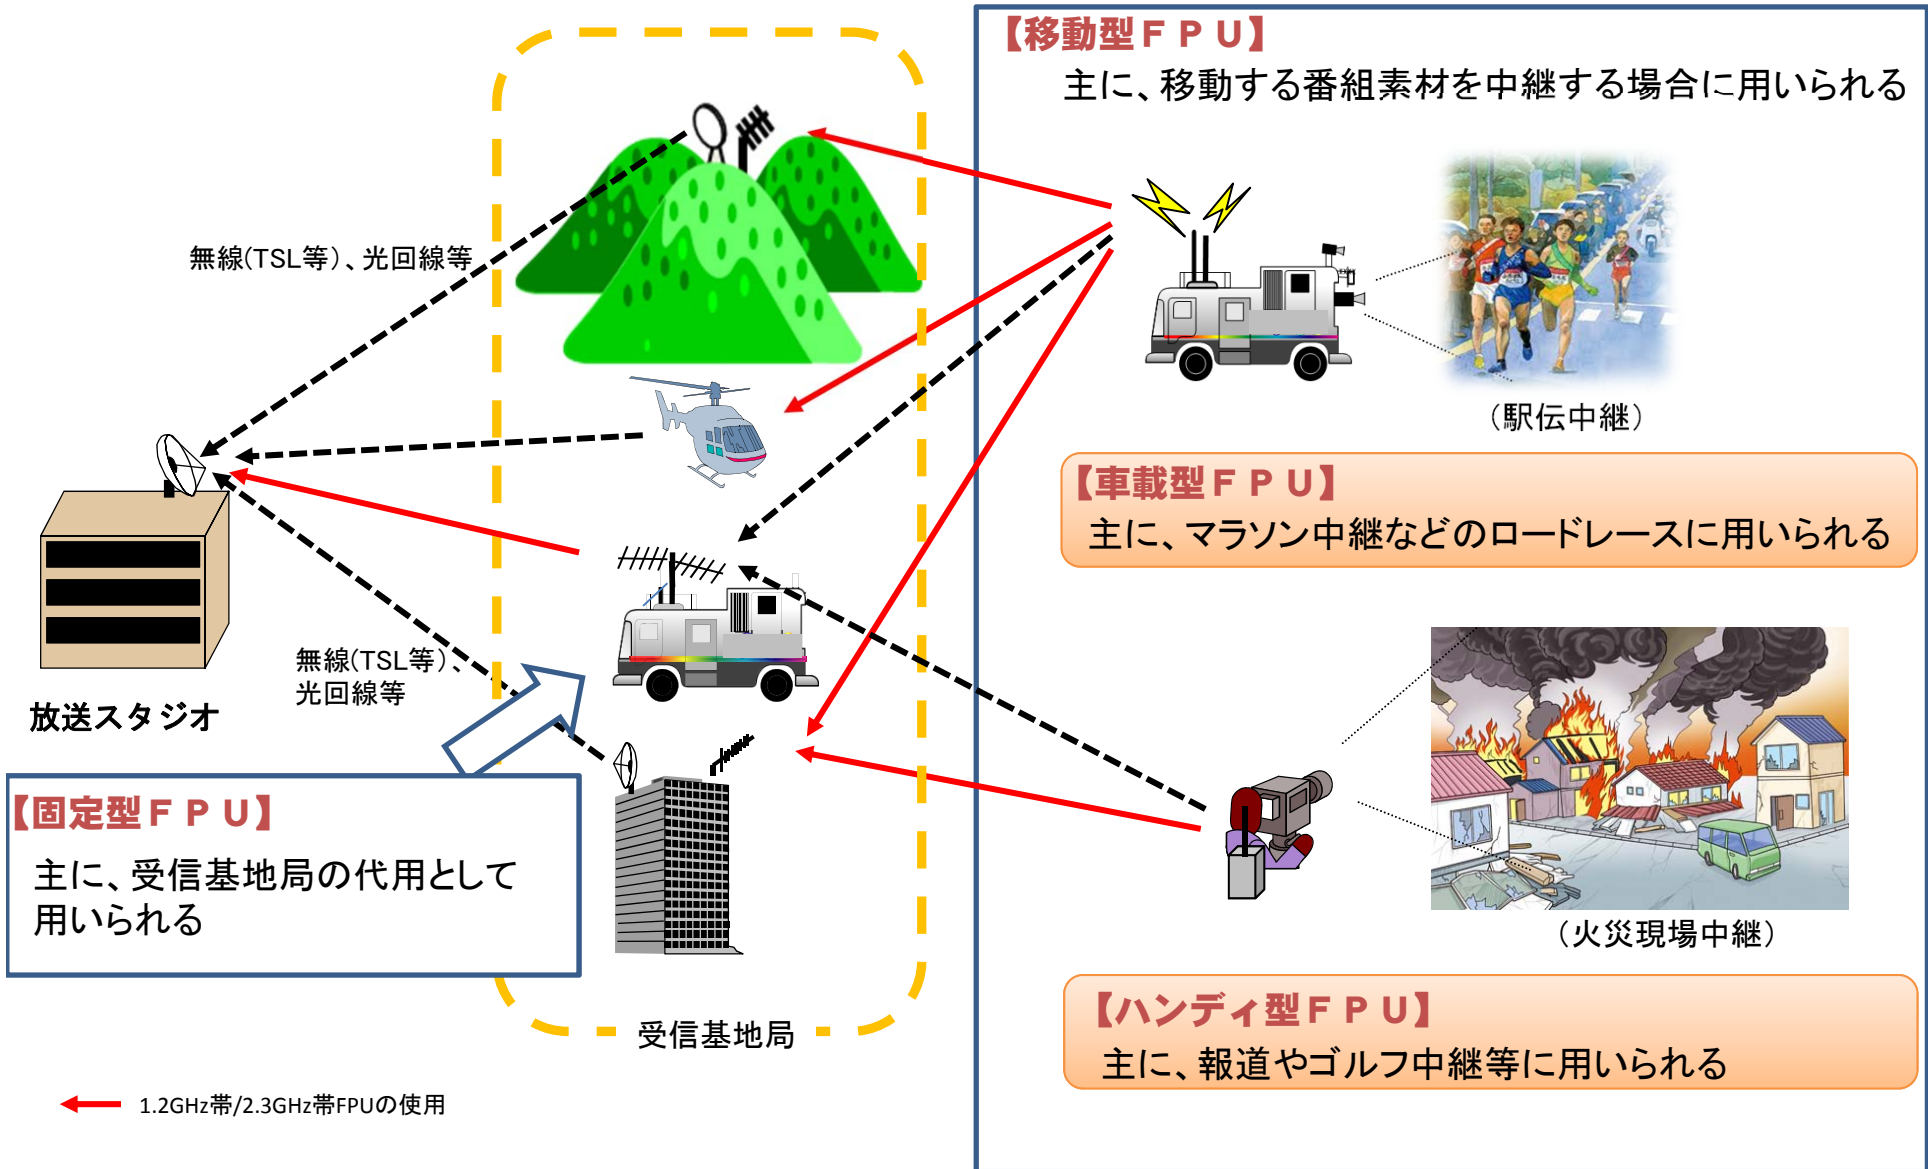 【移動型ＦＰＵ】
主に、移動する番組素材を中継する場合に用いられる
無線(TSL等)、光回線等
（駅伝中継）
【車載型ＦＰＵ】
主に、マラソン中継などのロードレースに用いられる
無線(TSL等)、
光回線等
放送スタジオ
【固定型ＦＰＵ】
主に、受信基地局の代用として
用いられる
（火災現場中継）
【ハンディ型ＦＰＵ】
主に、報道やゴルフ中継等に用いられる
受信基地局
1.2GHz帯/2.3GHz帯FPUの使用